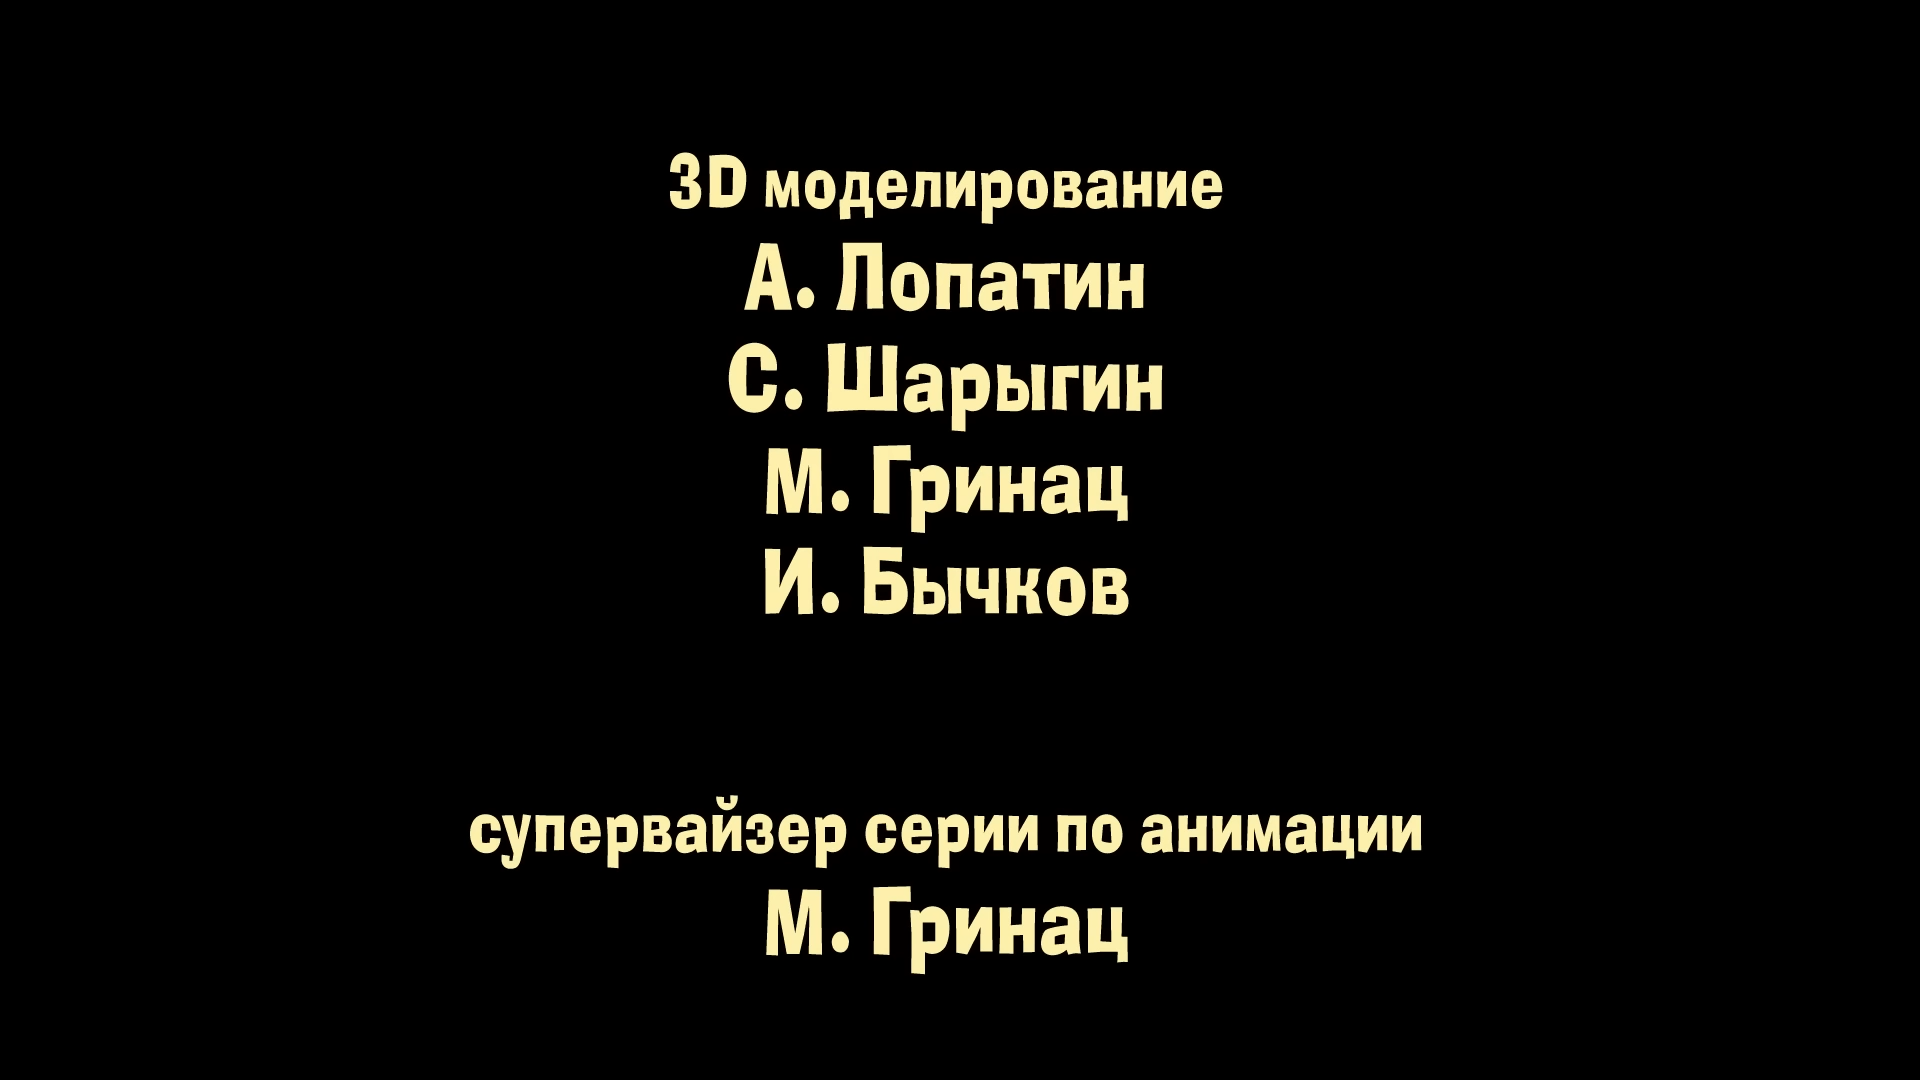 3D моделирование
А. Лопатин
С. Шарыгин
М. Гринац
И. Бычков
супервайзер серии по анимации
М. Гринац